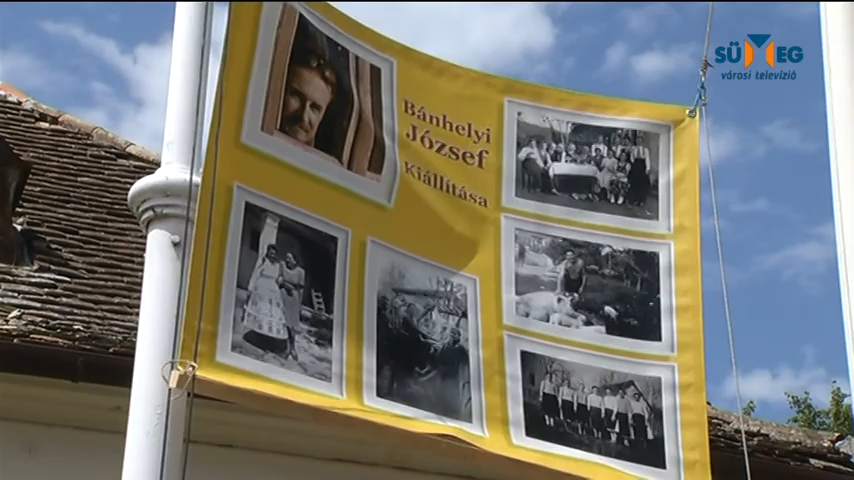 Bánhelyi
József
Kiállítása
SÜMEG
városi televízió